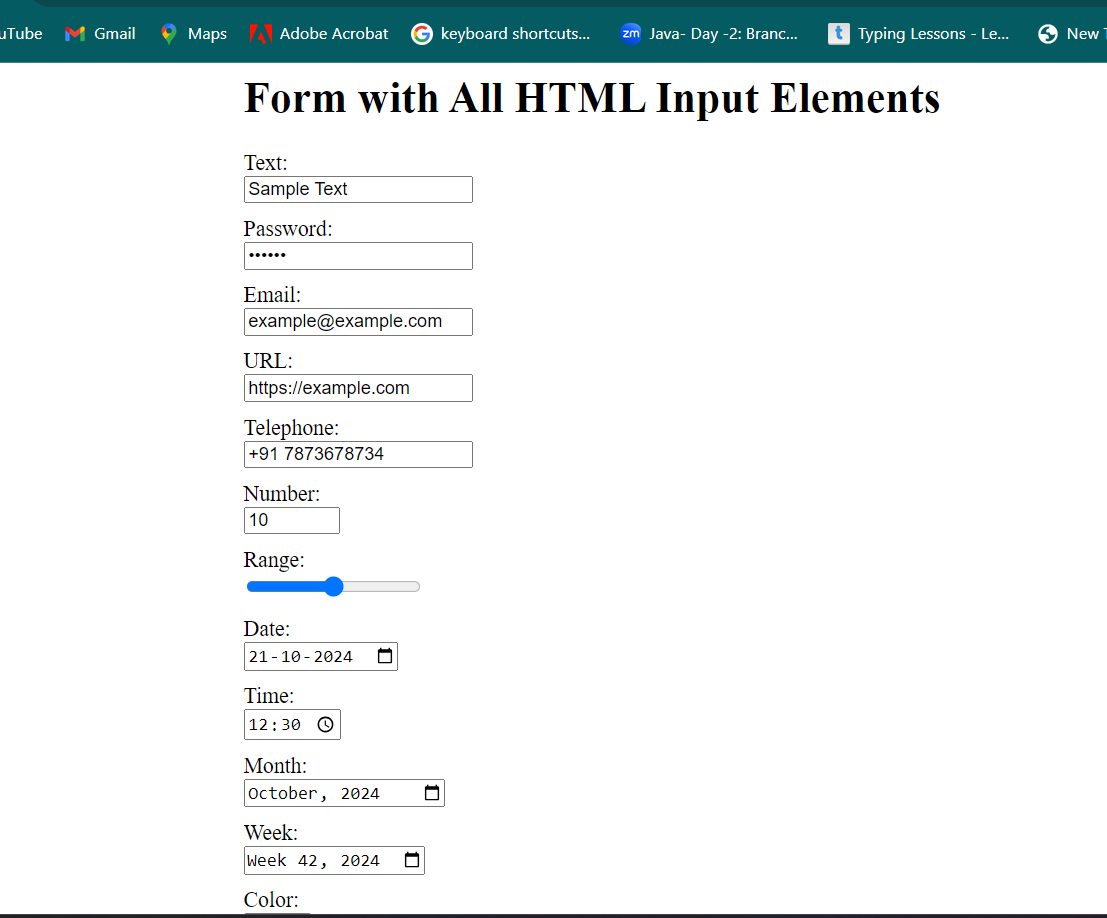 uTube Gmail Maps Adobe Acrobat keyboard shortcuts... zm Java- Day -2: Branc... t Typing Lessons - Le... New
Form with All HTML Input Elements
Text:
Sample Text
Password:
••••••
Email:
example@example.com
URL:
https://example.com
Telephone:
+91 7873678734
Number:
10
Range:
Date:
21-10-2024
Time:
12:30
Month:
October, 2024
Week:
Week 42, 2024
Color: